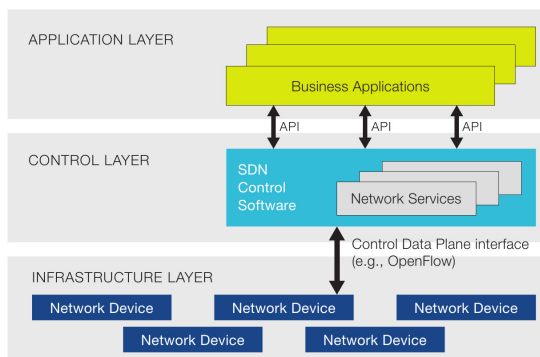 APPLICATION LAYER
Business Applications
API
API
API
CONTROL LAYER
SDN
Control
Software
Network Services
Control Data Plane interface
(e.g., OpenFlow)
INFRASTRUCTURE LAYER
Network Device
Network Device
Network Device
Network Device
Network Device